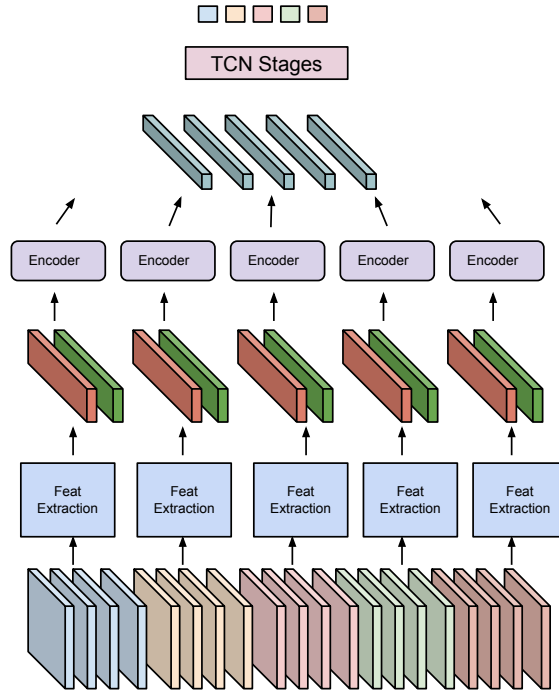 TCN Stages
Encoder
Encoder
Encoder
Encoder
Encoder
Feat
Extraction
Feat
Extraction
Feat
Extraction
Feat
Extraction
Feat
Extraction